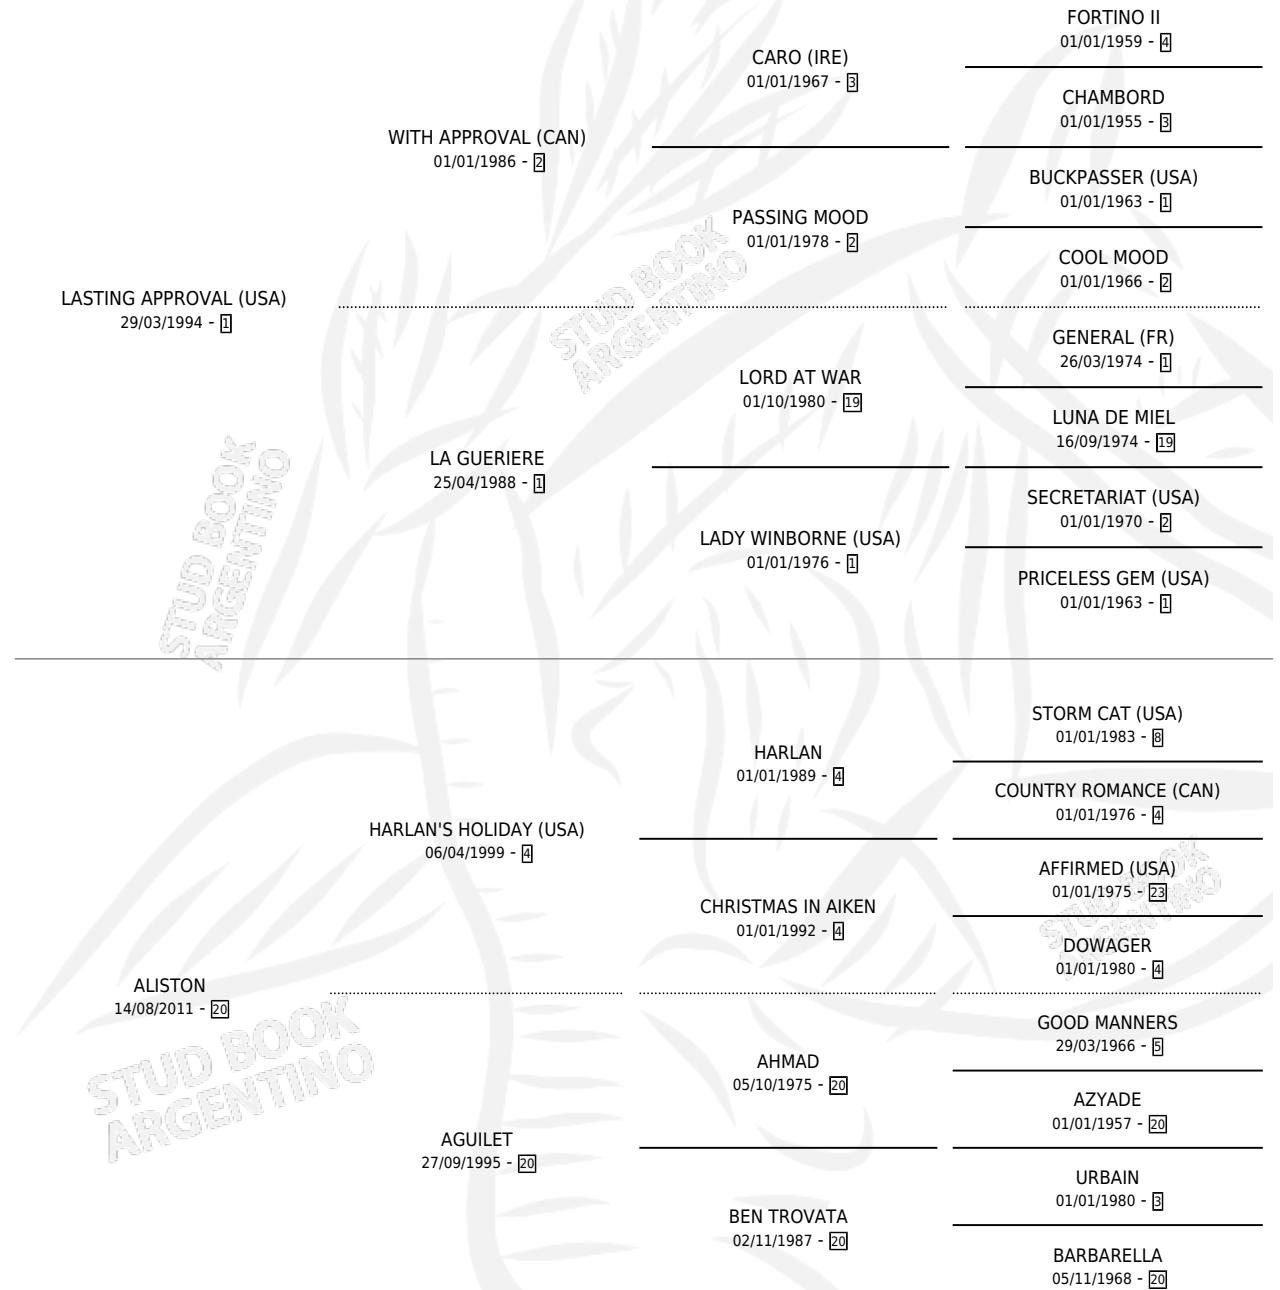 FORTINO II
01/01/1959 - 4
CARO (IRE)
01/01/1967 - 3
CHAMBORD
01/01/1955 - 3
WITH APPROVAL (CAN)
01/01/1986 - 2
BUCKPASSER (USA)
01/01/1963 - 1
PASSING MOOD
01/01/1978 - 2
COOL MOOD
01/01/1966 - 2
LASTING APPROVAL (USA)
29/03/1994 - 1
GENERAL (FR)
26/03/1974 - 1
LORD AT WAR
01/10/1980 - 19
LUNA DE MIEL
16/09/1974 - 19
LA GUERIERE
25/04/1988 - 1
SECRETARIAT (USA)
01/01/1970 - 2
LADY WINBORNE (USA)
01/01/1976 - 1
PRICELESS GEM (USA)
01/01/1963 - 1
STUD BOOK
ARGENTINO
STUD BOOK
ARGENTINO
STORM CAT (USA)
01/01/1983 - 8
HARLAN
01/01/1989 - 4
COUNTRY ROMANCE (CAN)
01/01/1976 - 4
HARLAN'S HOLIDAY (USA)
06/04/1999 - 4
AFFIRMED (USA)
01/01/1975 - 23
CHRISTMAS IN AIKEN
01/01/1992 - 4
DOWAGER
01/01/1980 - 4
STUD BOOK
ARGENTINO
ALISTON
14/08/2011 - 20
GOOD MANNERS
29/03/1966 - 5
AHMAD
05/10/1975 - 20
AZYADE
01/01/1957 - 20
STUD BOOK
ARGENTINO
AGUILET
27/09/1995 - 20
URBAIN
01/01/1980 - 3
BEN TROVATA
02/11/1987 - 20
BARBARELLA
05/11/1968 - 20